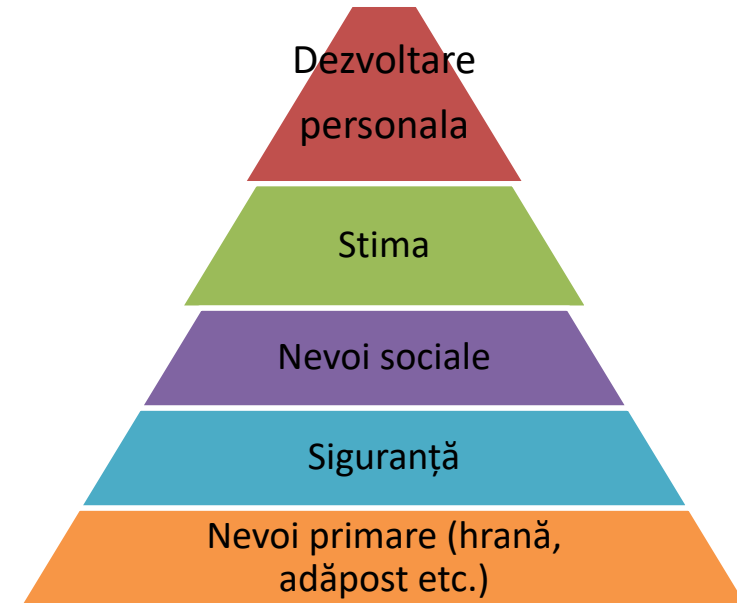 Dezvoltare
personala
Stima
Nevoi sociale
Siguranță
Nevoi primare (hrană,
adăpost etc.)